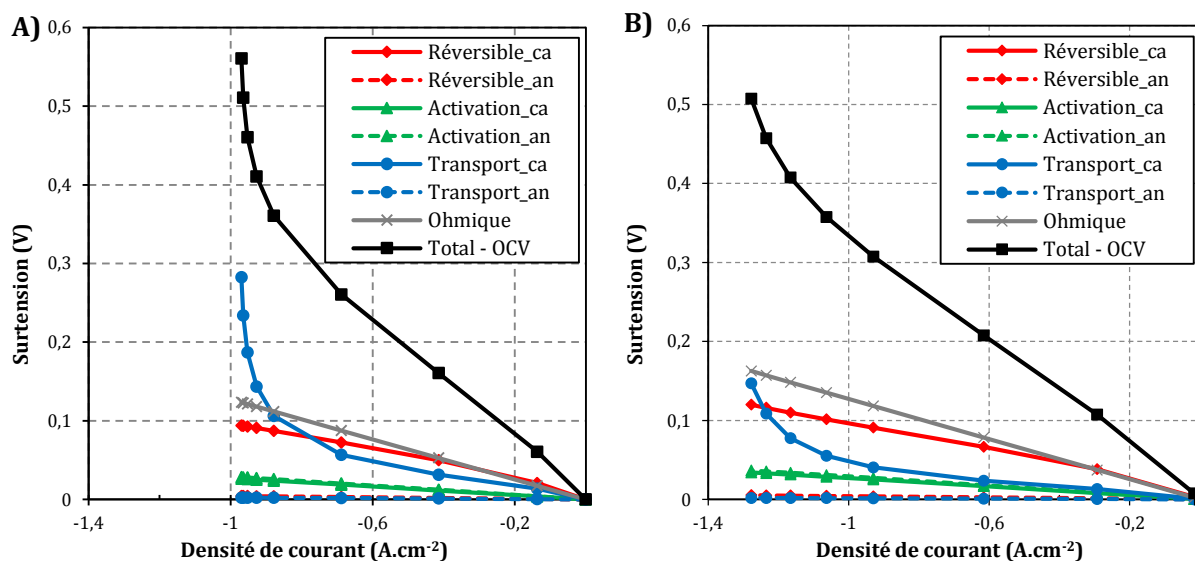 A)
Surtension (V)
0,6
0,5
0,4
0,3
0,2
0,1
0
-1,4
-1
-0,6
-0,2
Densité de courant (A.cm-2)
Réversible_ca
Réversible_an
Activation_ca
Activation_an
Transport_ca
Transport_an
Ohmique
Total - OCV
B)
Surtension (V)
0,6
0,5
0,4
0,3
0,2
0,1
0
-1,4
-1
-0,6
-0,2
Densité de courant (A.cm-2)
Réversible_ca
Réversible_an
Activation_ca
Activation_an
Transport_ca
Transport_an
Ohmique
Total - OCV